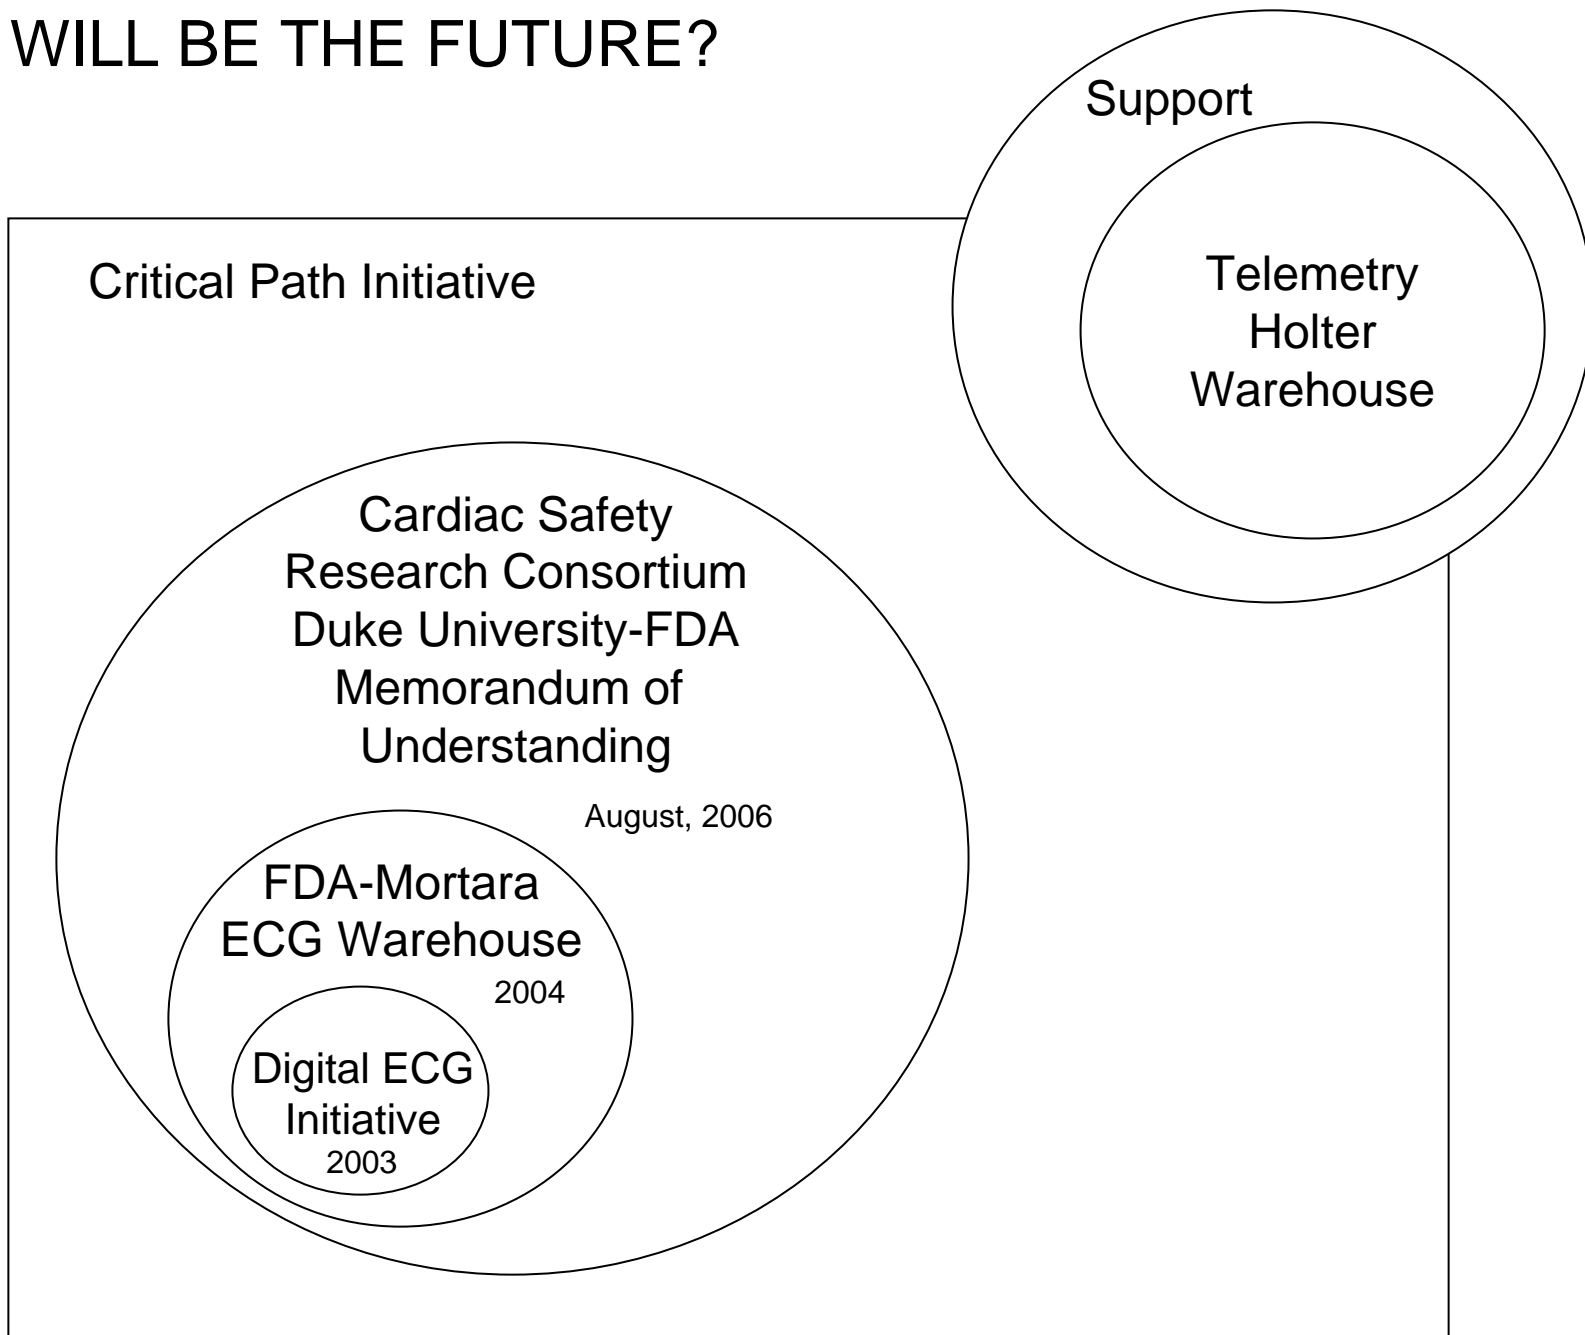 WILL BE THE FUTURE?
Support
Telemetry
Holter
Warehouse
Critical Path Initiative
Cardiac Safety
Research Consortium
Duke University-FDA
Memorandum of
Understanding
August, 2006
FDA-Mortara
ECG Warehouse
2004
Digital ECG
Initiative
2003